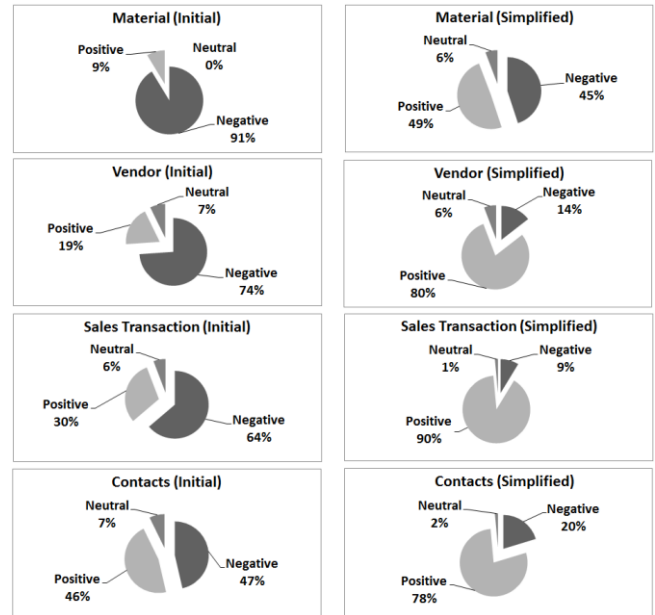 Material (Initial)
Positive
9%
Neutral
0%
Negative
91%
Material (Simplified)
Neutral
6%
Negative
45%
Positive
49%
Vendor (Initial)
Neutral
7%
Positive
19%
Negative
74%
Vendor (Simplified)
Neutral
6%
Negative
14%
Positive
80%
Sales Transaction (Initial)
Neutral
6%
Positive
30%
Negative
64%
Sales Transaction (Simplified)
Neutral
1%
Negative
9%
Positive
90%
Contacts (Initial)
Neutral
7%
Negative
47%
Positive
46%
Contacts (Simplified)
Neutral
2%
Negative
20%
Positive
78%